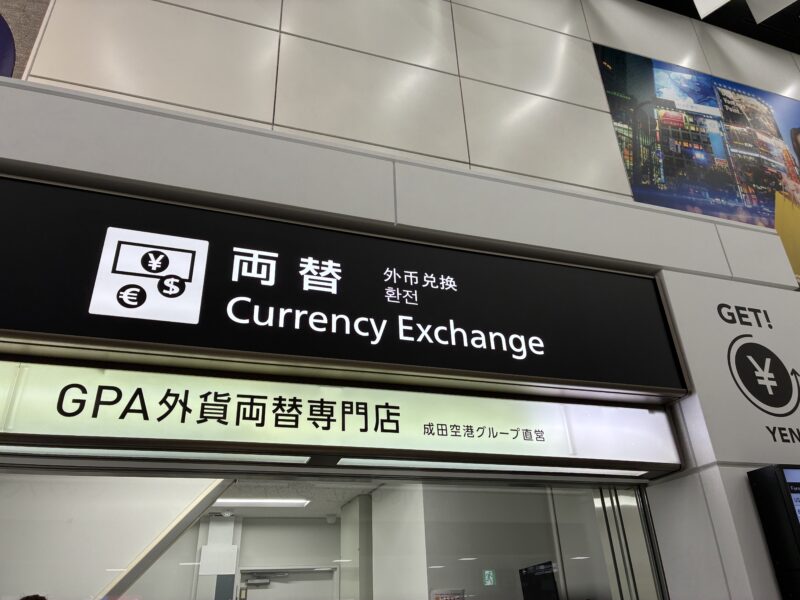 両替
外币兑换
환전
Currency Exchange
GPA外貨両替専門店 成田空港グループ直営
GET!
¥
YEN